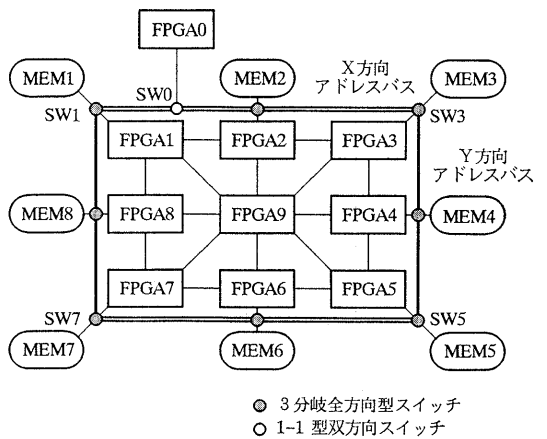 FPGA0
MEM1
SW0
MEM2
X方向
アドレスバス
MEM3
SW1
SW3
FPGA1
FPGA2
FPGA3
Y方向
アドレスバス
MEM8
FPGA8
FPGA9
FPGA4
MEM4
FPGA7
FPGA6
FPGA5
SW7
SW5
MEM7
MEM6
MEM5
3分岐全方向型スイッチ
1-1 型双方向スイッチ